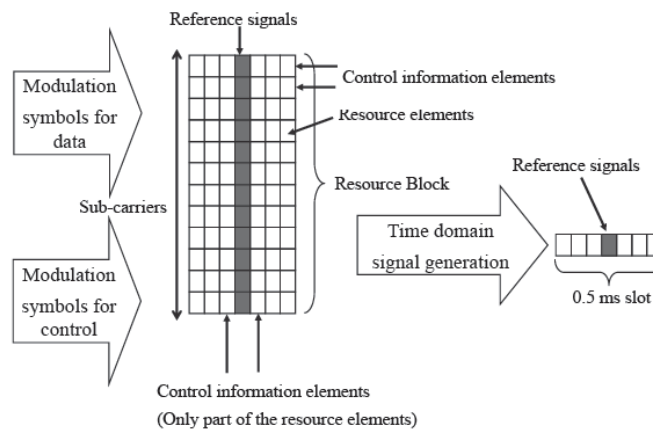 Reference signals
Modulation
symbols for
data
Control information elements
Resource elements
Sub-carriers
Resource Block
Reference signals
Modulation
symbols for
control
Time domain
signal generation
0.5 ms slot
Control information elements
(Only part of the resource elements)